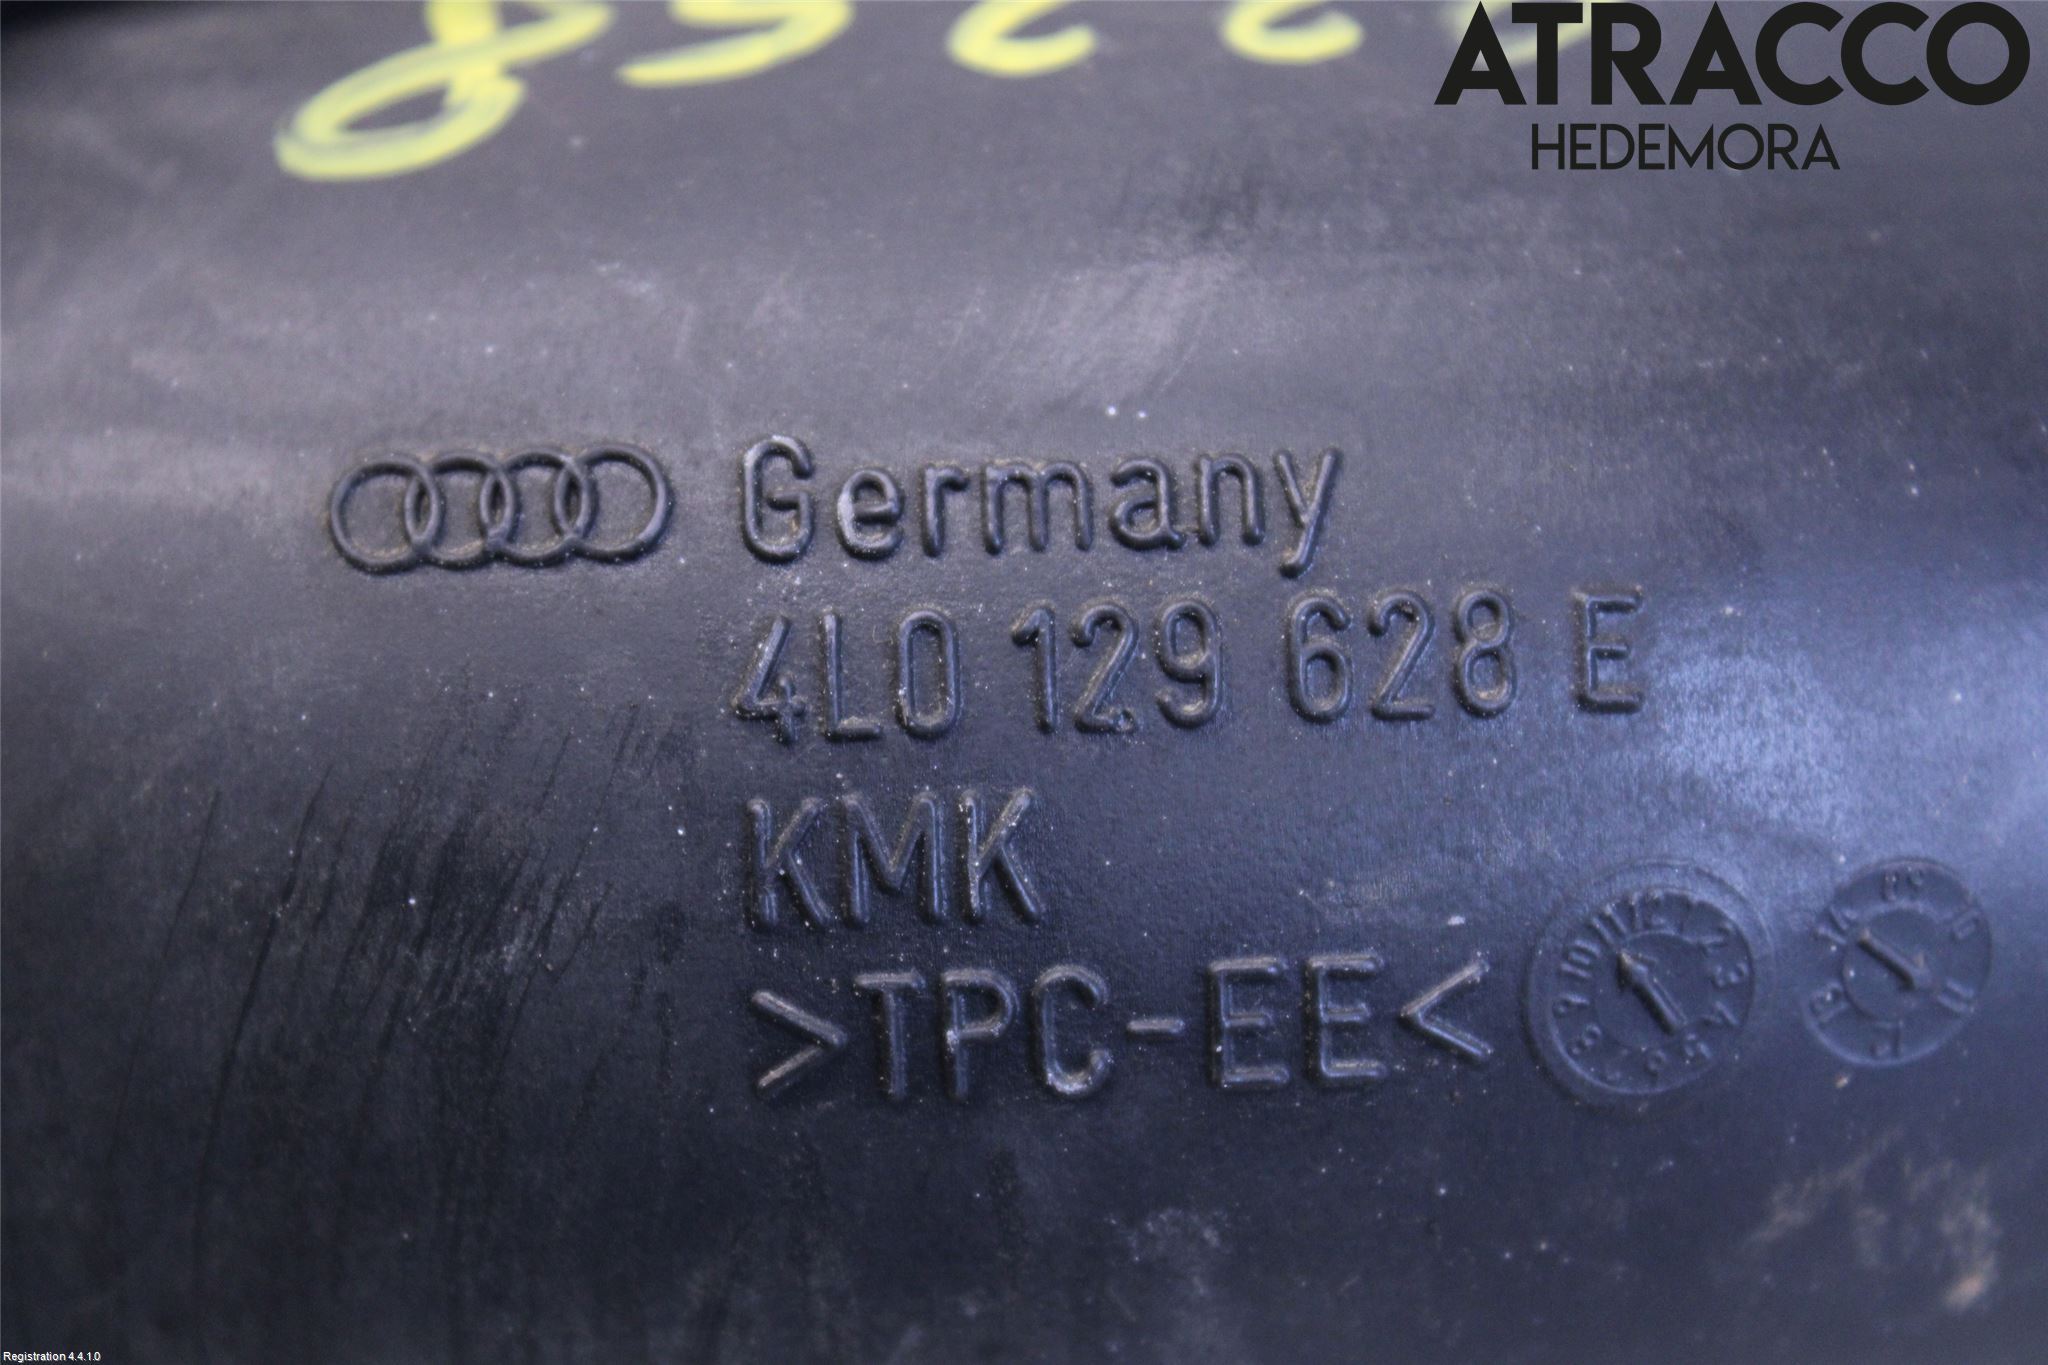 ATRACCO
HEDEMORA
Germany
4L0 129 628 E
KMK
>TPC-EE<
Registration 4.4.1.0